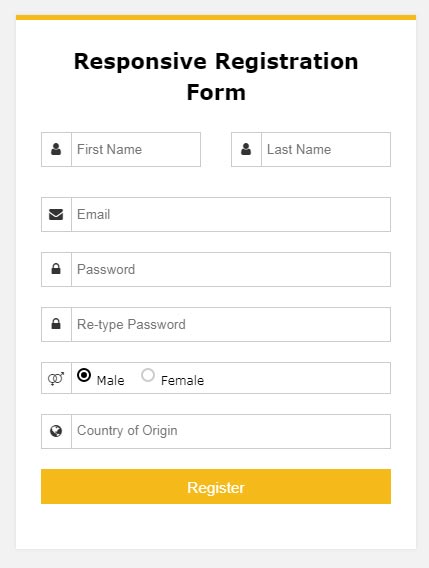 Responsive Registration
Form
First Name
Last Name
Email
Password
Re-type Password
Male
Female
Country of Origin
Register